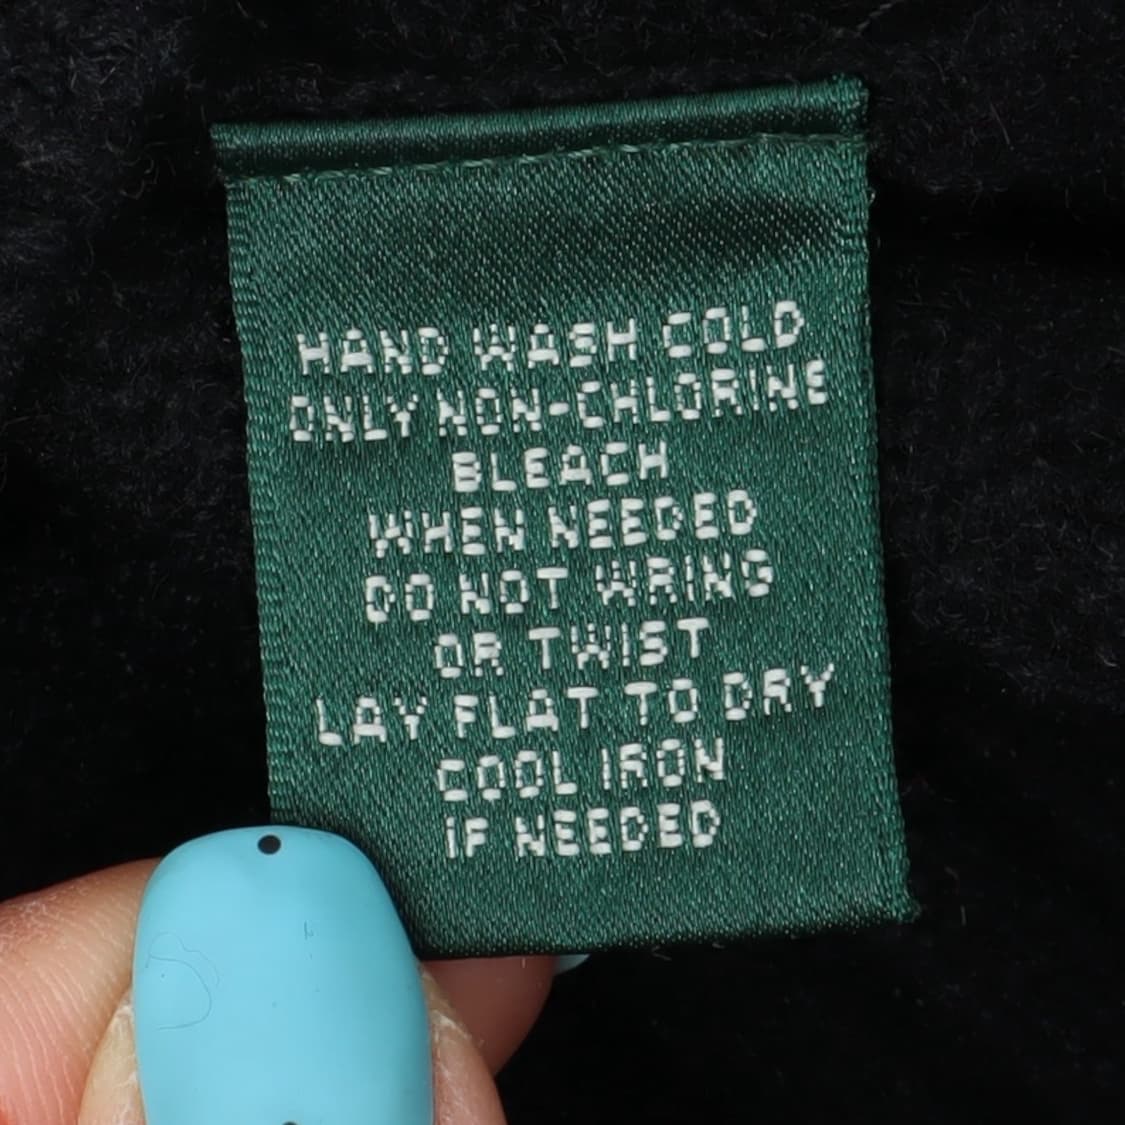 HAND WASH COLD
ONLY NON-CHLORINE
BLEACH
WHEN NEEDED
DO NOT WRING
OR TWIST
LAY FLAT TO DRY
COOL IRON
IF NEEDED